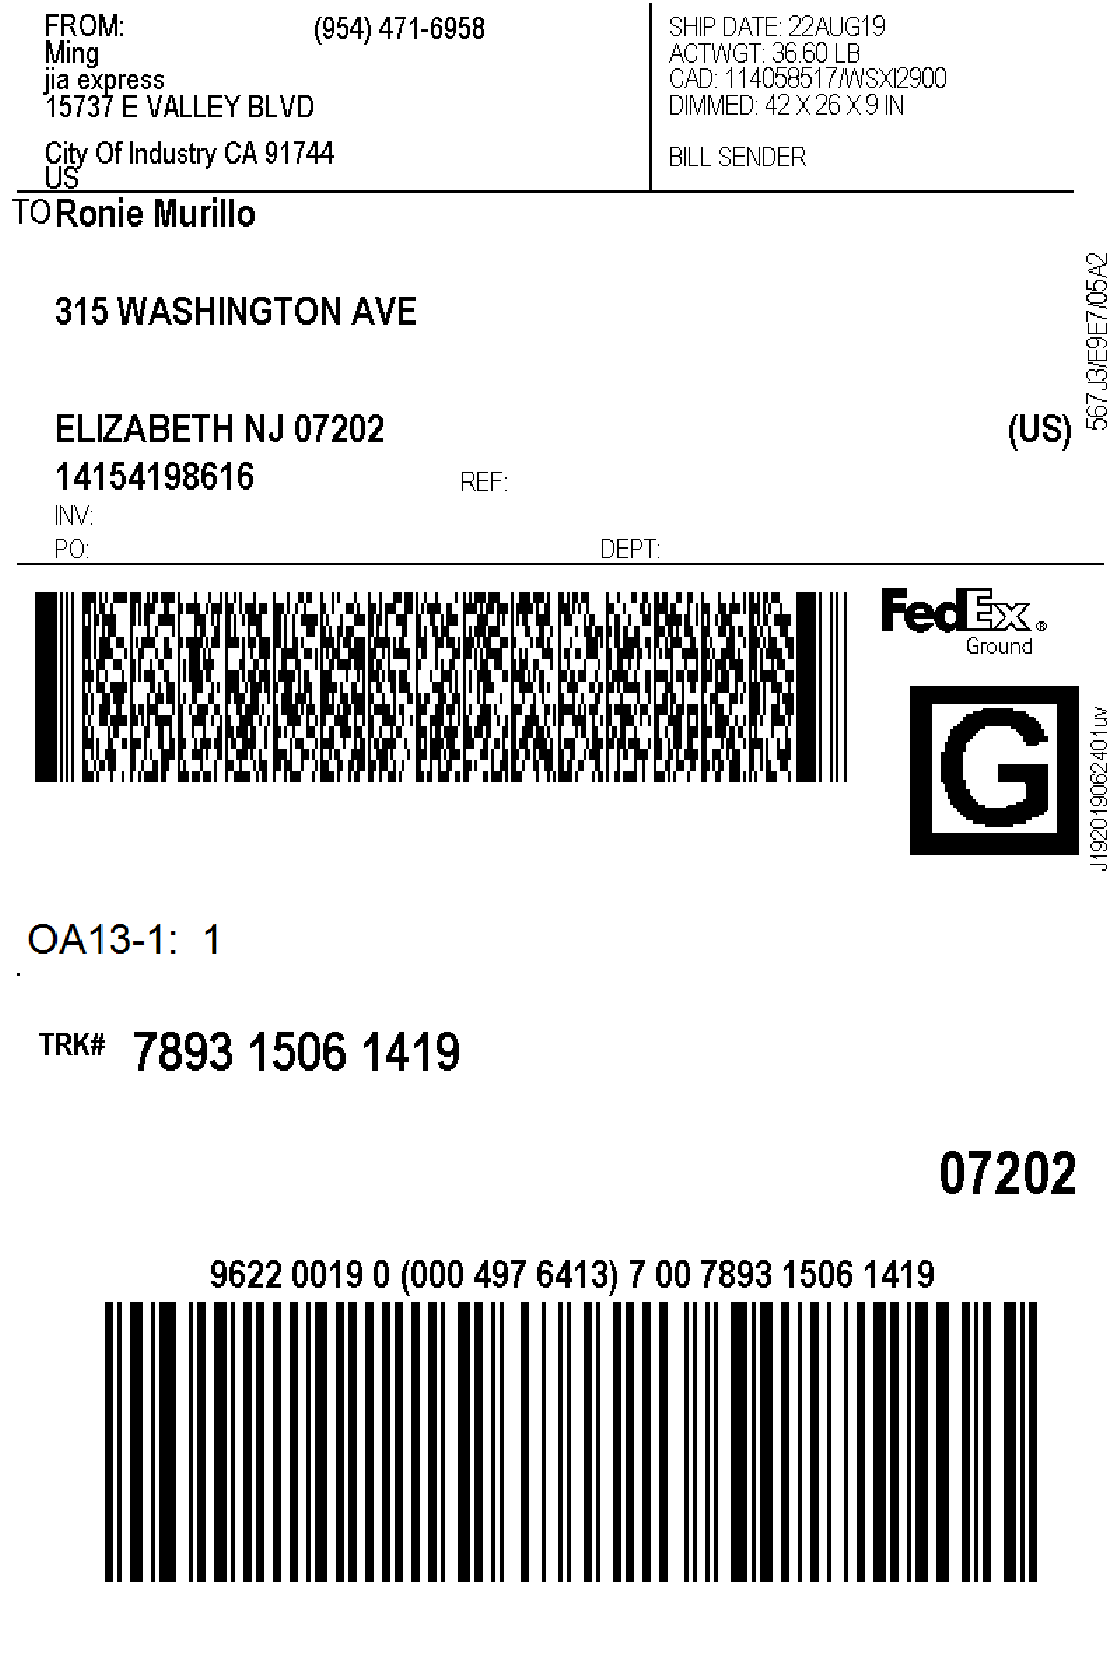 FROM: (954) 471-6958
Ming
jia express
15737 E VALLEY BLVD
City Of Industry CA 91744
US
SHIP DATE: 22AUG19
ACTWGT: 36.60 LB
CAD: 114058517/WSXI2900
DIMMED: 42 X 26 X 9 IN
BILL SENDER
TO Ronie Murillo
315 WASHINGTON AVE
ELIZABETH NJ 07202 (US)
14154198616 REF:
INV:
PO: DEPT:
567J3/E9E7/05A2
FedEx®
Ground
G
J192019062401uv
OA13-1: 1
.
TRK# 7893 1506 1419
07202
9622 0019 0 (000 497 6413) 7 00 7893 1506 1419